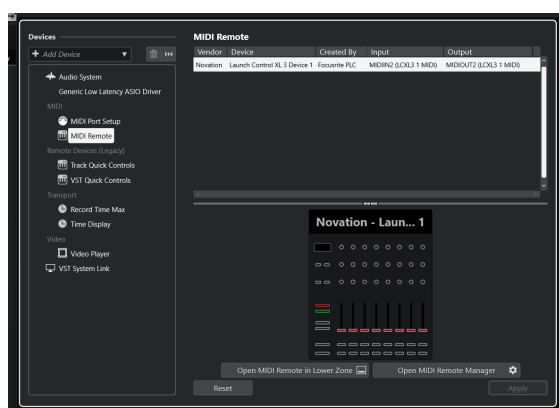 Devices
MIDI Remote
+ Add Device
Vendor Device Created By Input Output
Novation Launch Control XL 3 Device 1 Focusrite PLC MIDIIN2 (LCXL3 1 MIDI) MIDIOUT2 (LCXL3 1 MIDI)
Audio System
Generic Low Latency ASIO Driver
MIDI
MIDI Port Setup
MIDI Remote
Remote Devices (Legacy)
Track Quick Controls
VST Quick Controls
Transport
Record Time Max
Time Display
Video
Video Player
VST System Link
Novation - Laun... 1
Open MIDI Remote in Lower Zone
Open MIDI Remote Manager
Reset
Apply